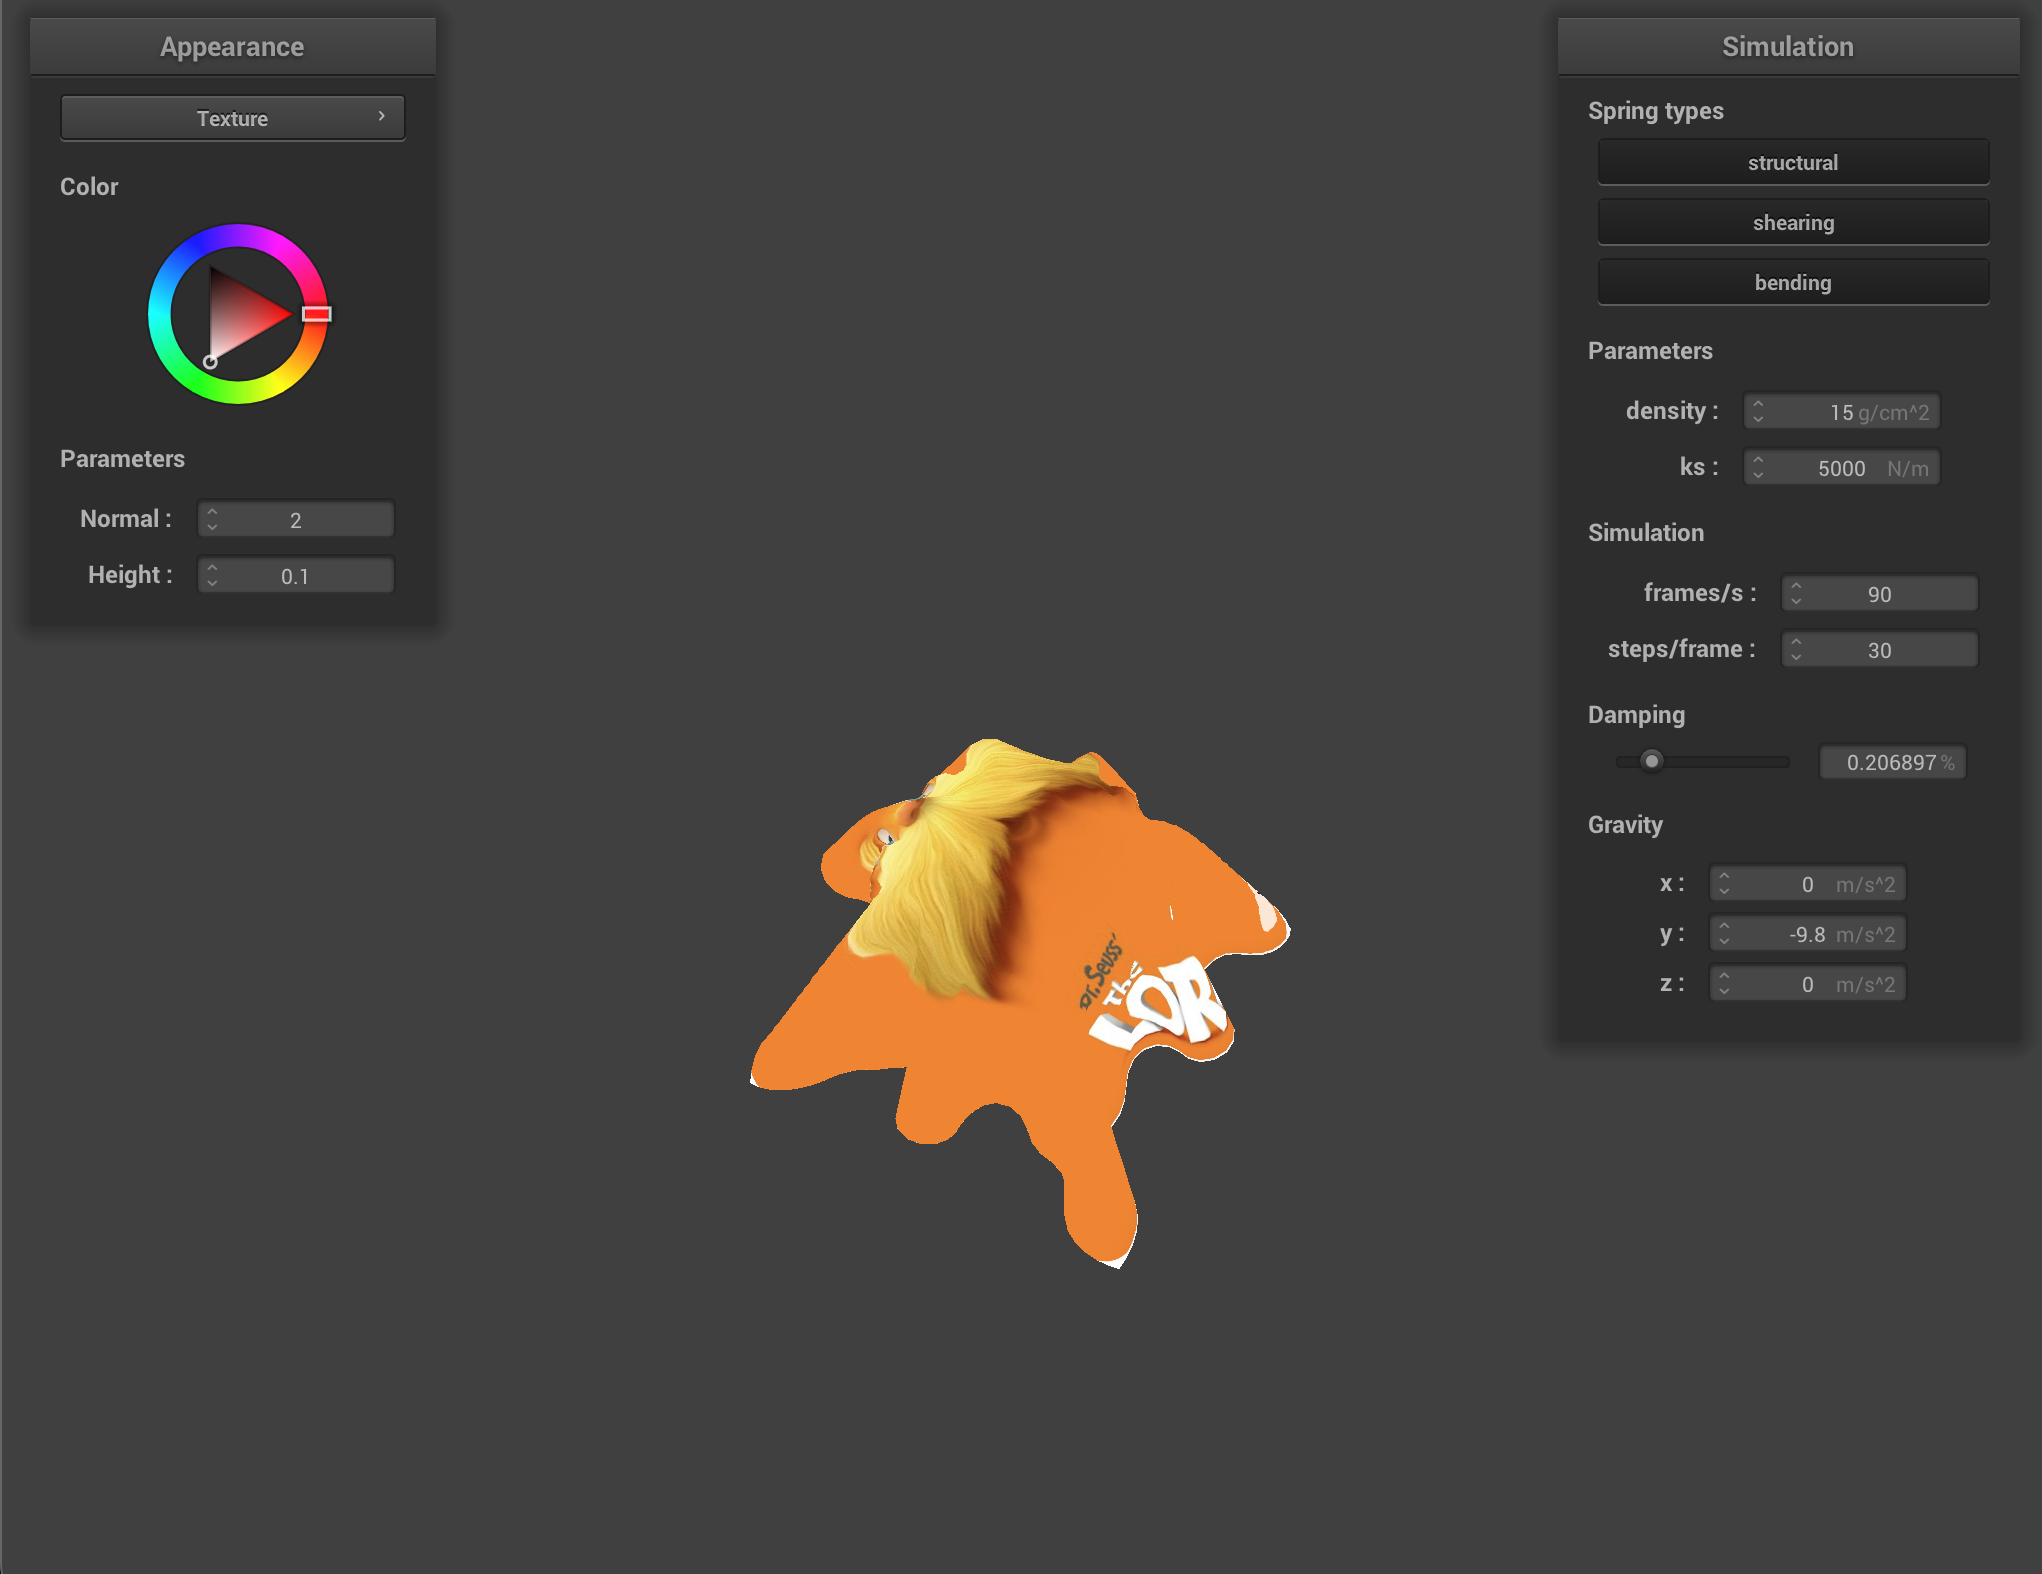 Appearance
Texture
Color
Parameters
Normal : 2
Height : 0.1
Simulation
Spring types
structural
shearing
bending
Parameters
density : 15 g/cm^2
ks : 5000 N/m
Simulation
frames/s : 90
steps/frame : 30
Damping
0.206897 %
Gravity
x : 0 m/s^2
y : -9.8 m/s^2
z : 0 m/s^2
Dr. Seuss'
The
LOR